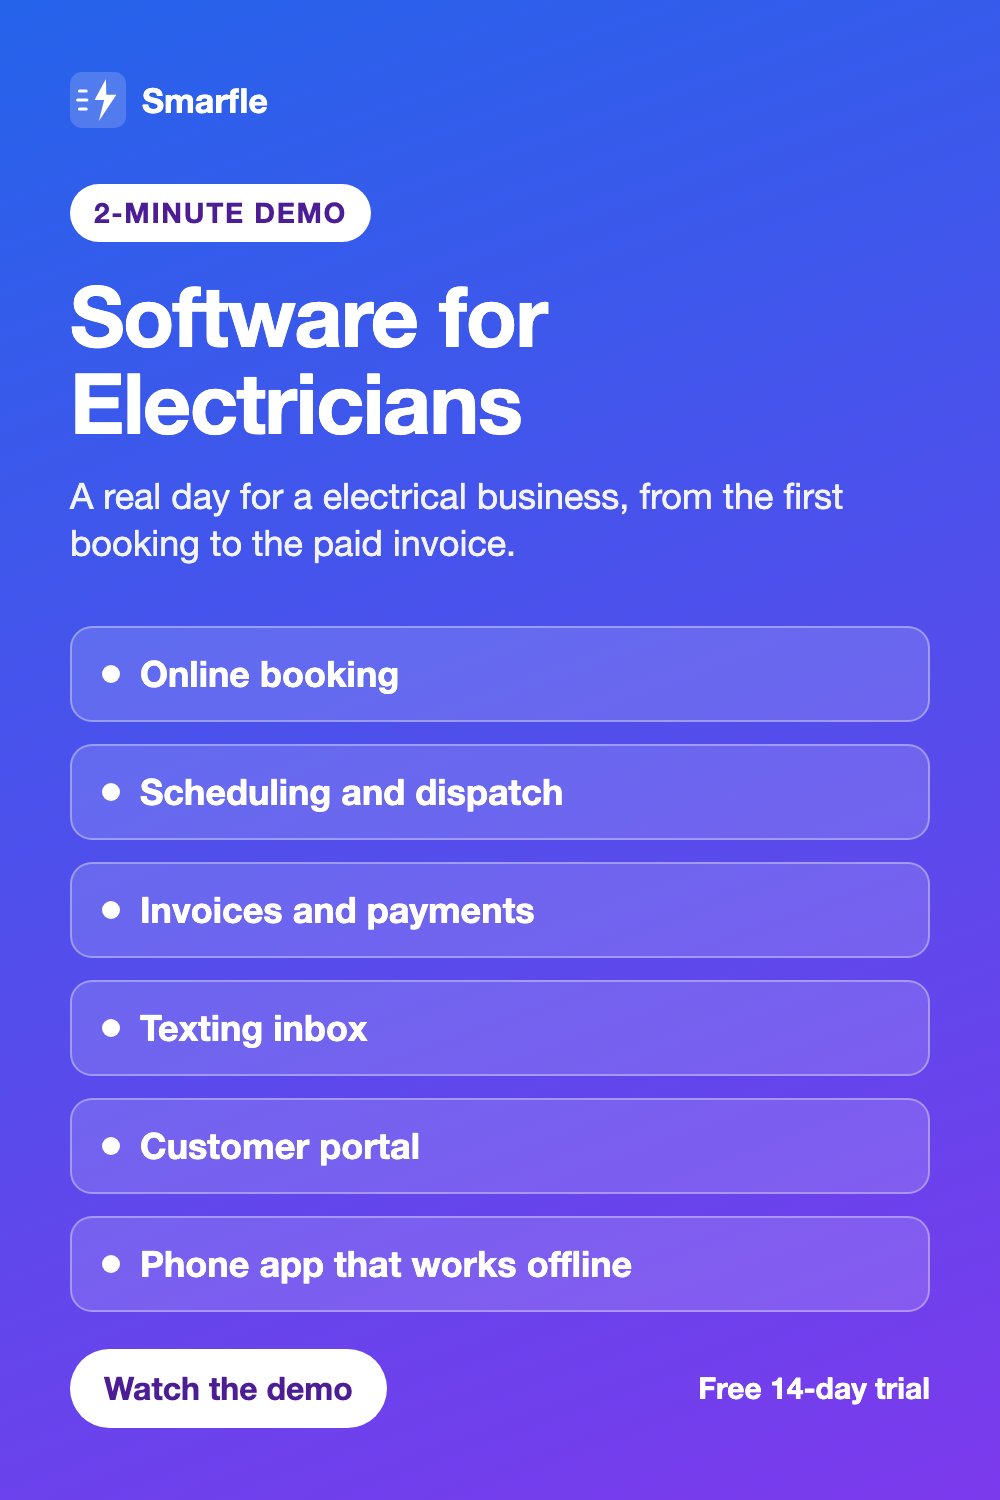 Smarfle
2-MINUTE DEMO
Software for
Electricians
A real day for a electrical business, from the first
booking to the paid invoice.
Online booking
Scheduling and dispatch
Invoices and payments
Texting inbox
Customer portal
Phone app that works offline
Watch the demo
Free 14-day trial